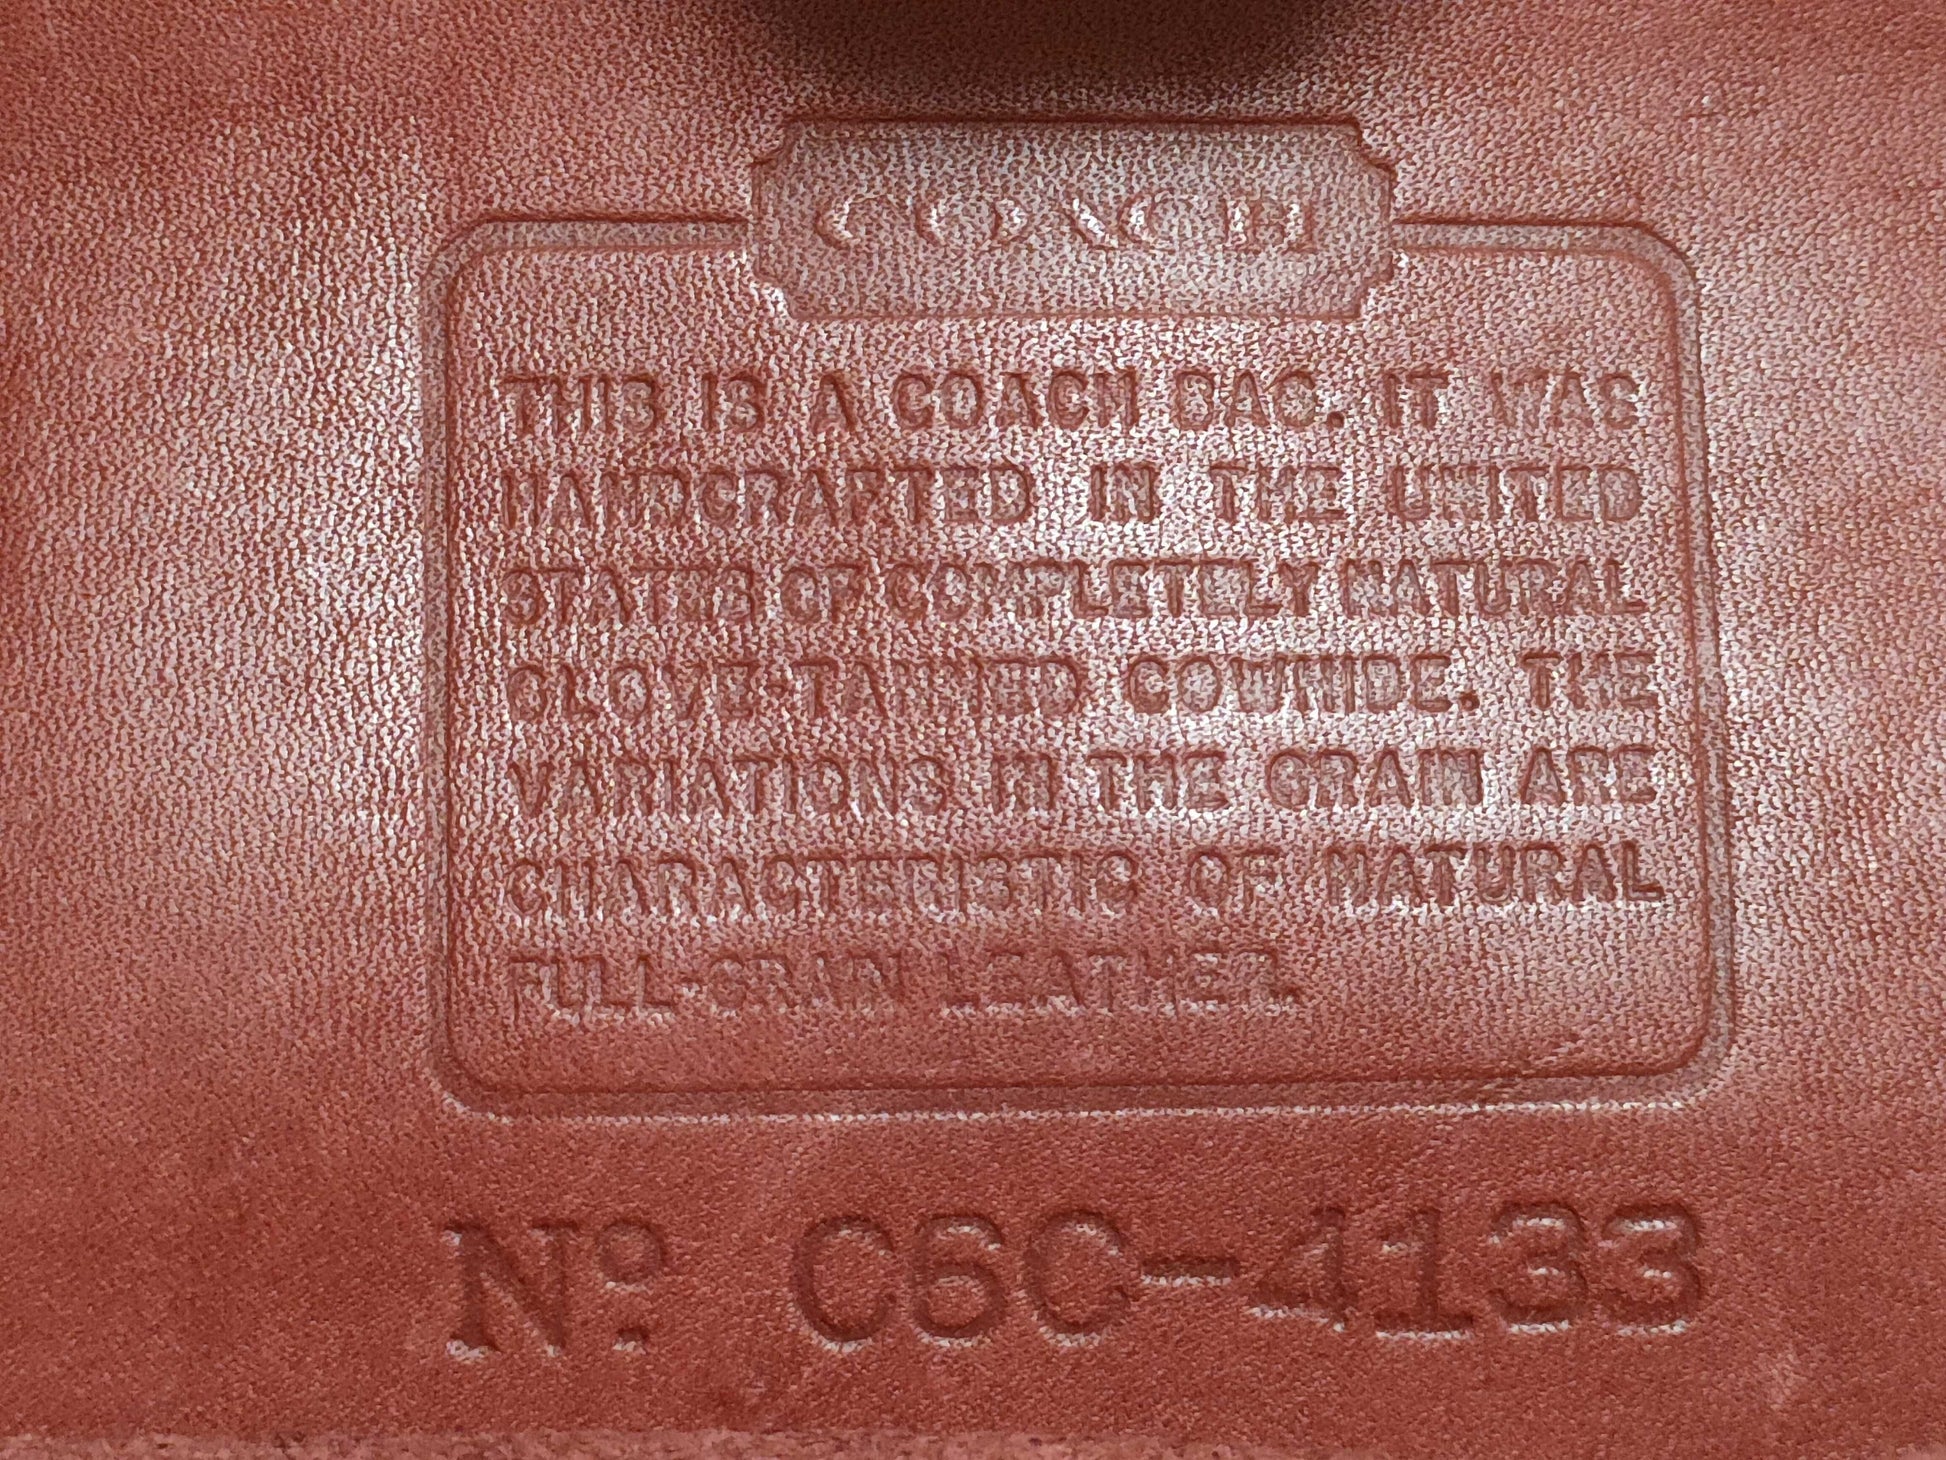 COACH
THIS IS A COACH BAG. IT WAS
HANDCRAFTED IN THE UNITED
STATES OF COMPLETELY NATURAL
GLOVE-TANNED COWHIDE. THE
VARIATIONS IN THE GRAIN ARE
CHARACTERISTIC OF NATURAL
FULL-GRAIN LEATHER.
Nº C6C-4133